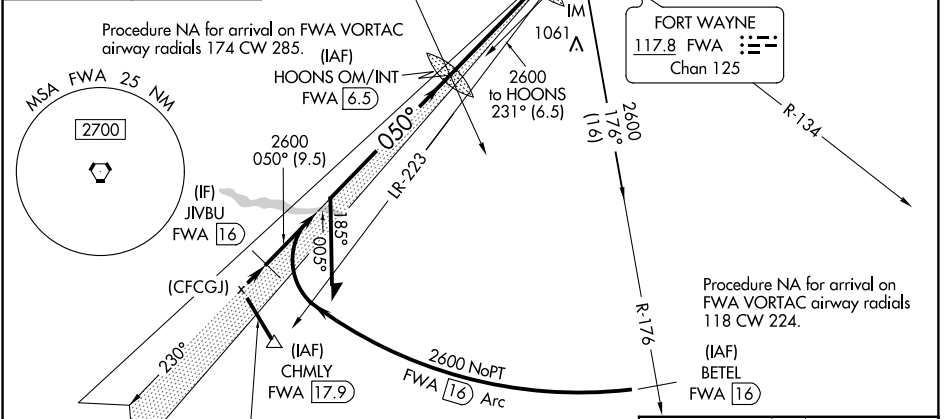 Procedure NA for arrival on FWA VORTAC
airway radials 174 CW 285.
MSA FWA 25 NM
2700
(IAF)
HOONS OM/INT
FWA 6.5
IM
1061
2600
to HOONS
231° (6.5)
FORT WAYNE
117.8 FWA
Chan 125
R-134
2600
176°
(16)
050°
2600
050° (9.5)
LR-223
(IF)
JIVBU
FWA 16
185°
005°
(CFCGJ)
x
230°
(IAF)
CHMLY
FWA 17.9
2600 NoPT
FWA 16 Arc
R-176
Procedure NA for arrival on
FWA VORTAC airway radials
118 CW 224.
(IAF)
BETEL
FWA 16